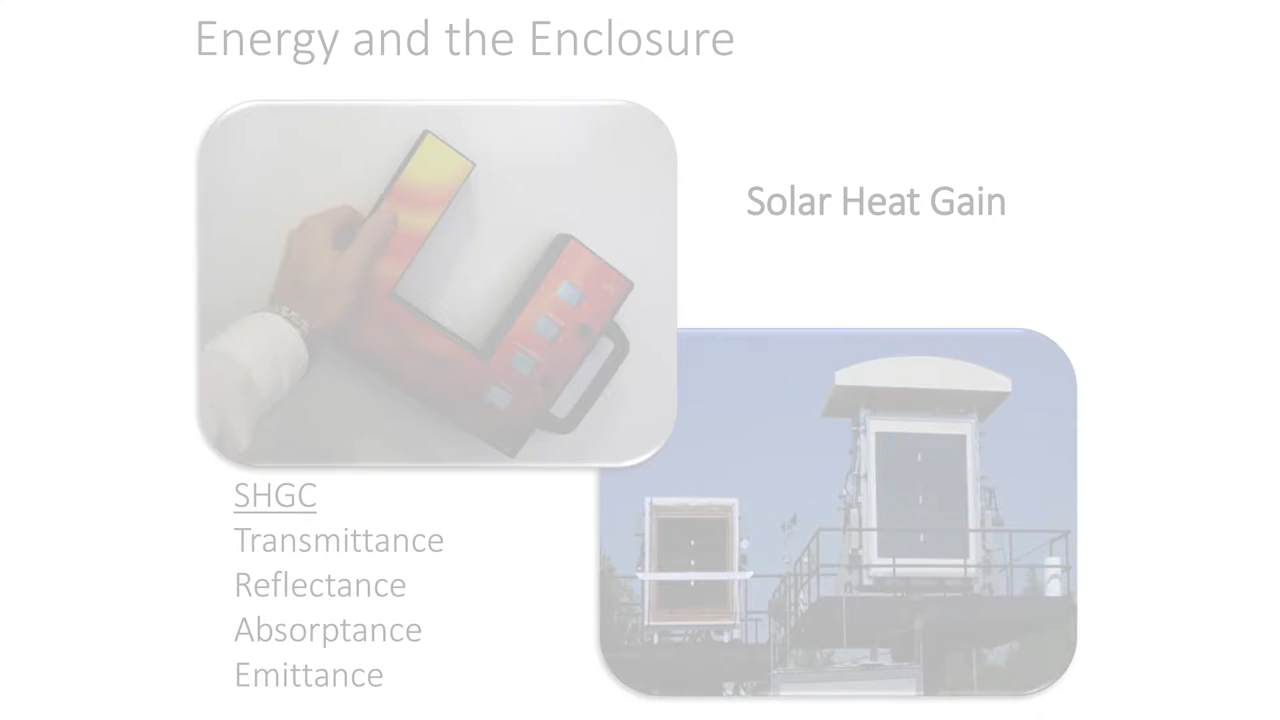 Energy and the Enclosure
Solar Heat Gain
SHGC
Transmittance
Reflectance
Absorptance
Emittance